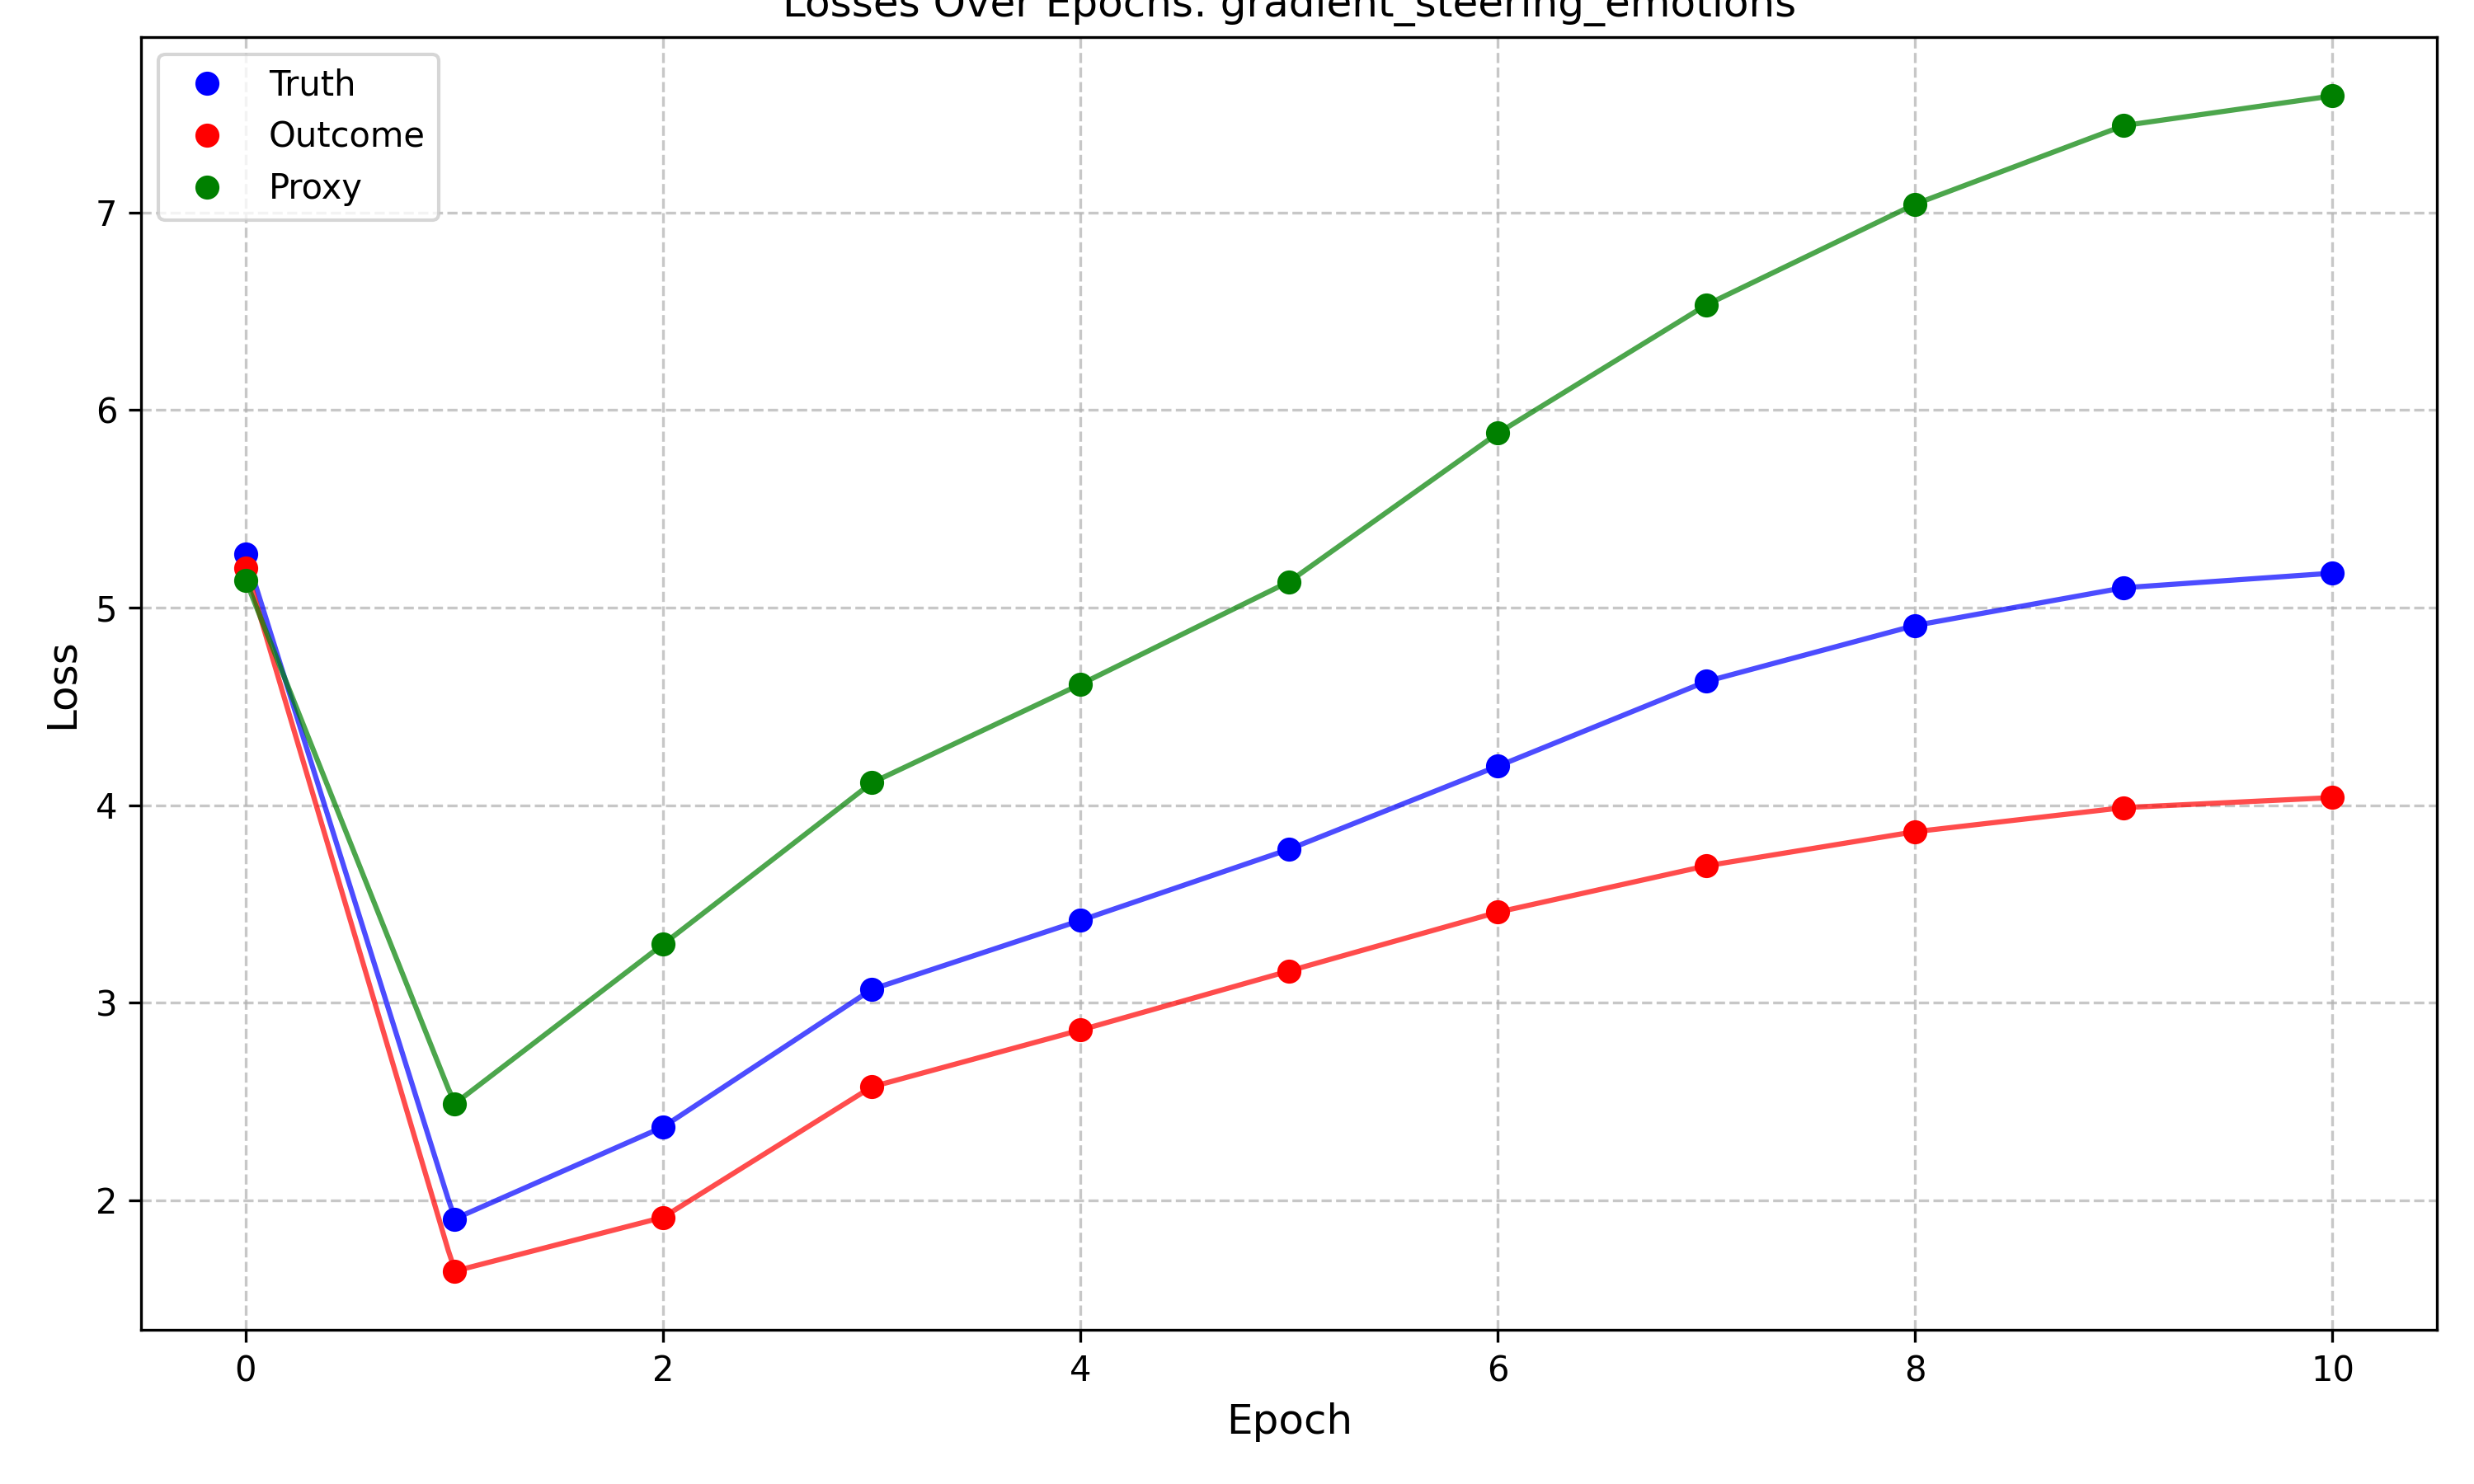 Losses Over Epochs: gradient_steering_emotions
Truth
Outcome
Proxy
7
6
5
4
3
2
Loss
0 2 4 6 8 10
Epoch